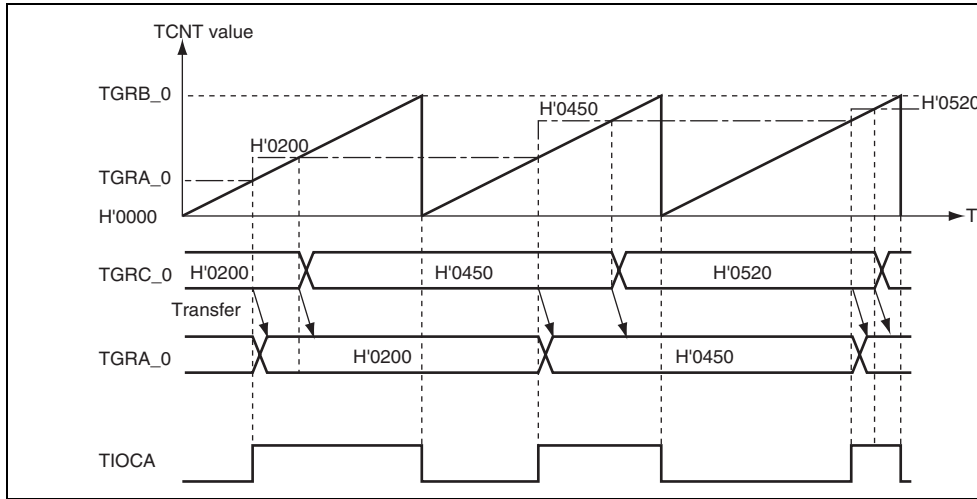 TCNT value
TGRB_0
H'0450
H'0520
H'0200
TGRA_0
H'0000
T
TGRC_0
H'0200
H'0450
H'0520
Transfer
TGRA_0
H'0200
H'0450
TIOCA